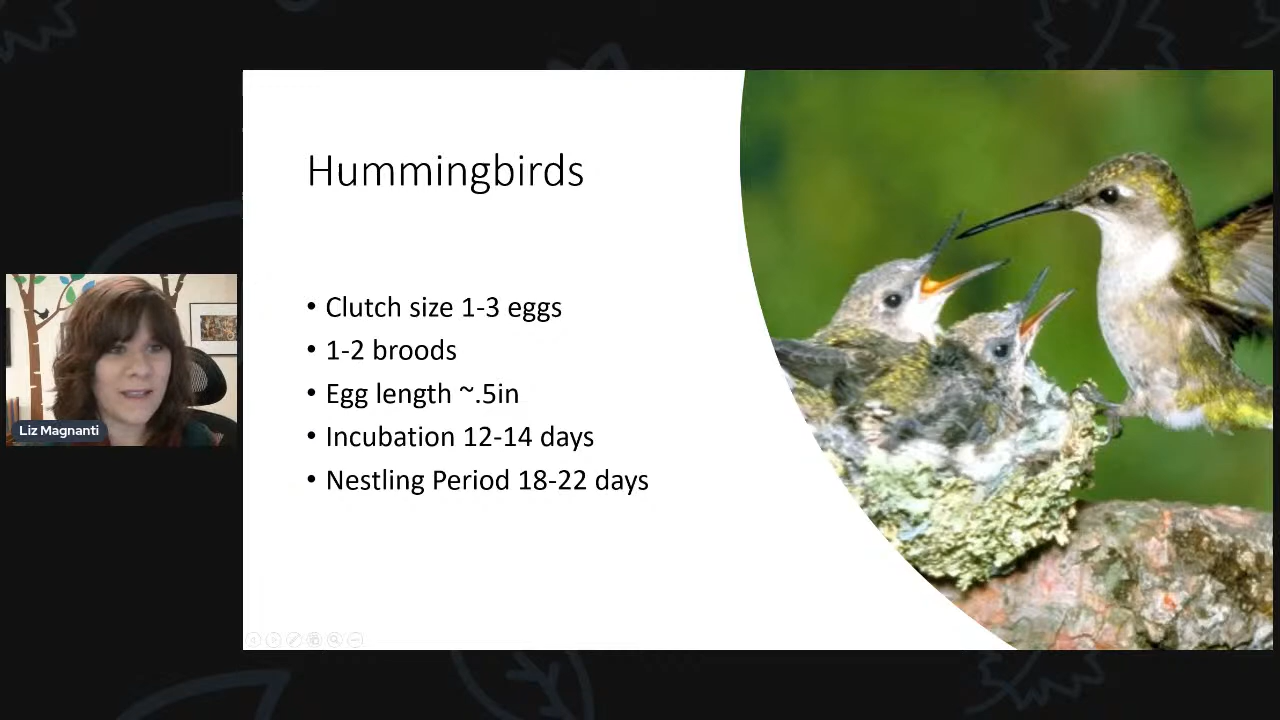 Hummingbirds
• Clutch size 1-3 eggs
• 1-2 broods
• Egg length ~.5in
• Incubation 12-14 days
• Nestling Period 18-22 days
Liz Magnanti